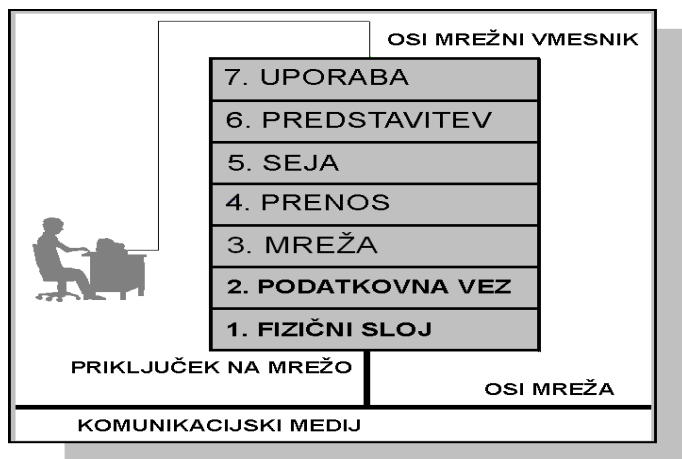 OSI MREŽNI VMESNIK
7. UPORABA
6. PREDSTAVITEV
5. SEJA
4. PRENOS
3. MREŽA
2. PODATKOVNA VEZ
1. FIZIČNI SLOJ
PRIKLJUČEK NA MREŽO
OSI MREŽA
KOMUNIKACIJSKI MEDIJ